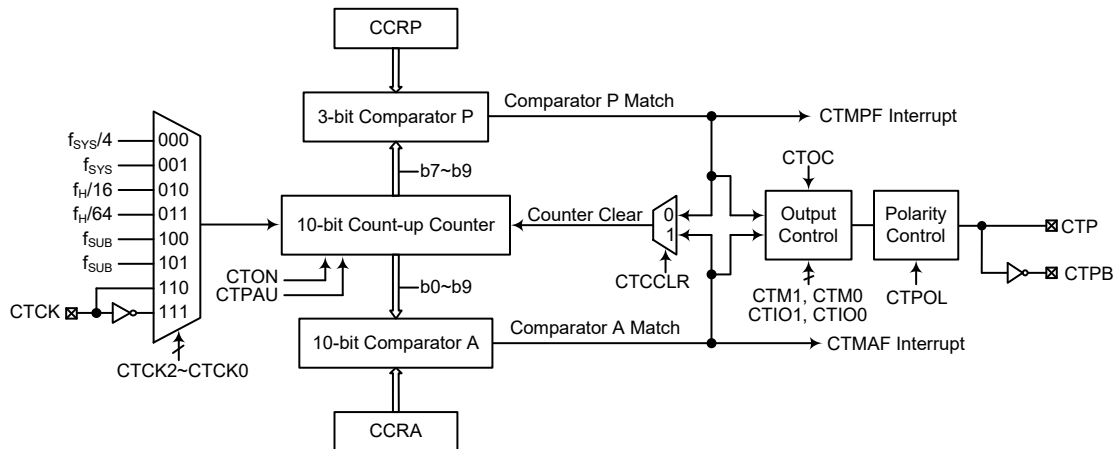 CCRP
3-bit Comparator P
Comparator P Match
CTMPF Interrupt
fSYS/4
000
fSYS
001
fH/16
010
fH/64
011
fSUB
100
fSUB
101
110
CTCK
111
CTCK2~CTCK0
b7~b9
10-bit Count-up Counter
Counter Clear
0
1
CTCCLR
CTON
CTPAU
b0~b9
CTOC
Output
Control
Polarity
Control
CTP
CTPB
CTM1, CTM0
CTIO1, CTIO0
CTPOL
10-bit Comparator A
Comparator A Match
CTMAF Interrupt
CCRA